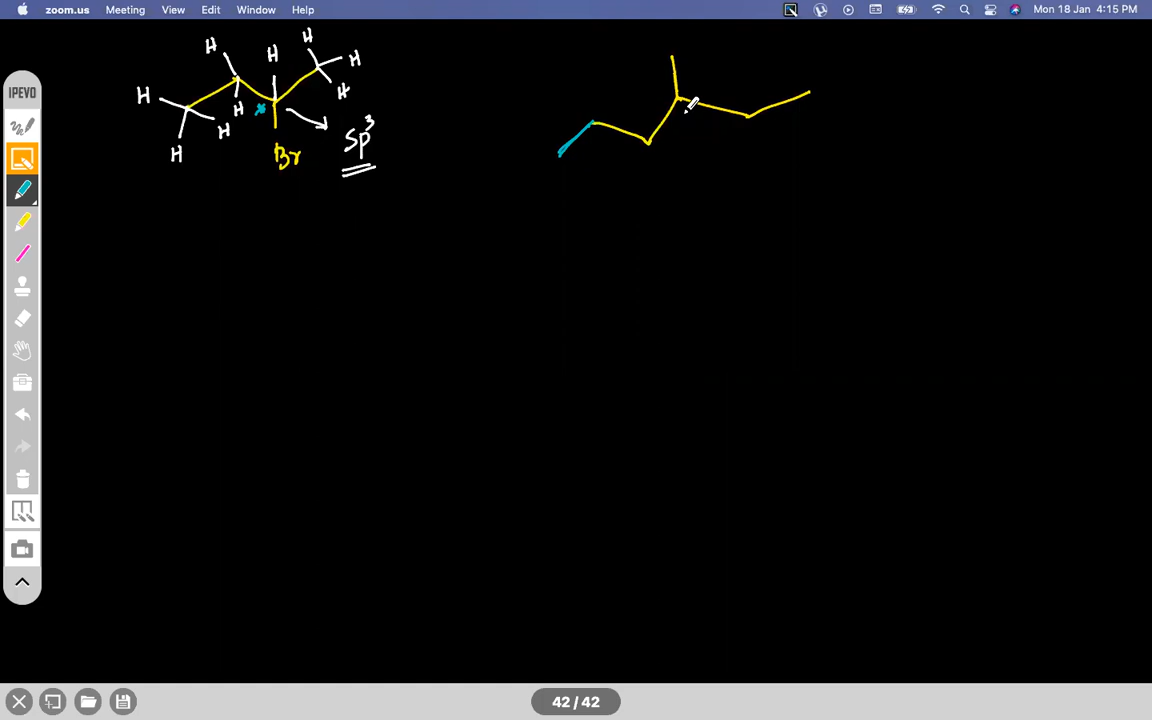 zoom.us Meeting View Edit Window Help Mon 18 Jan 4:15 PM
IPEVO
H H H H
H H H
H H
Br
Sp³
42 / 42